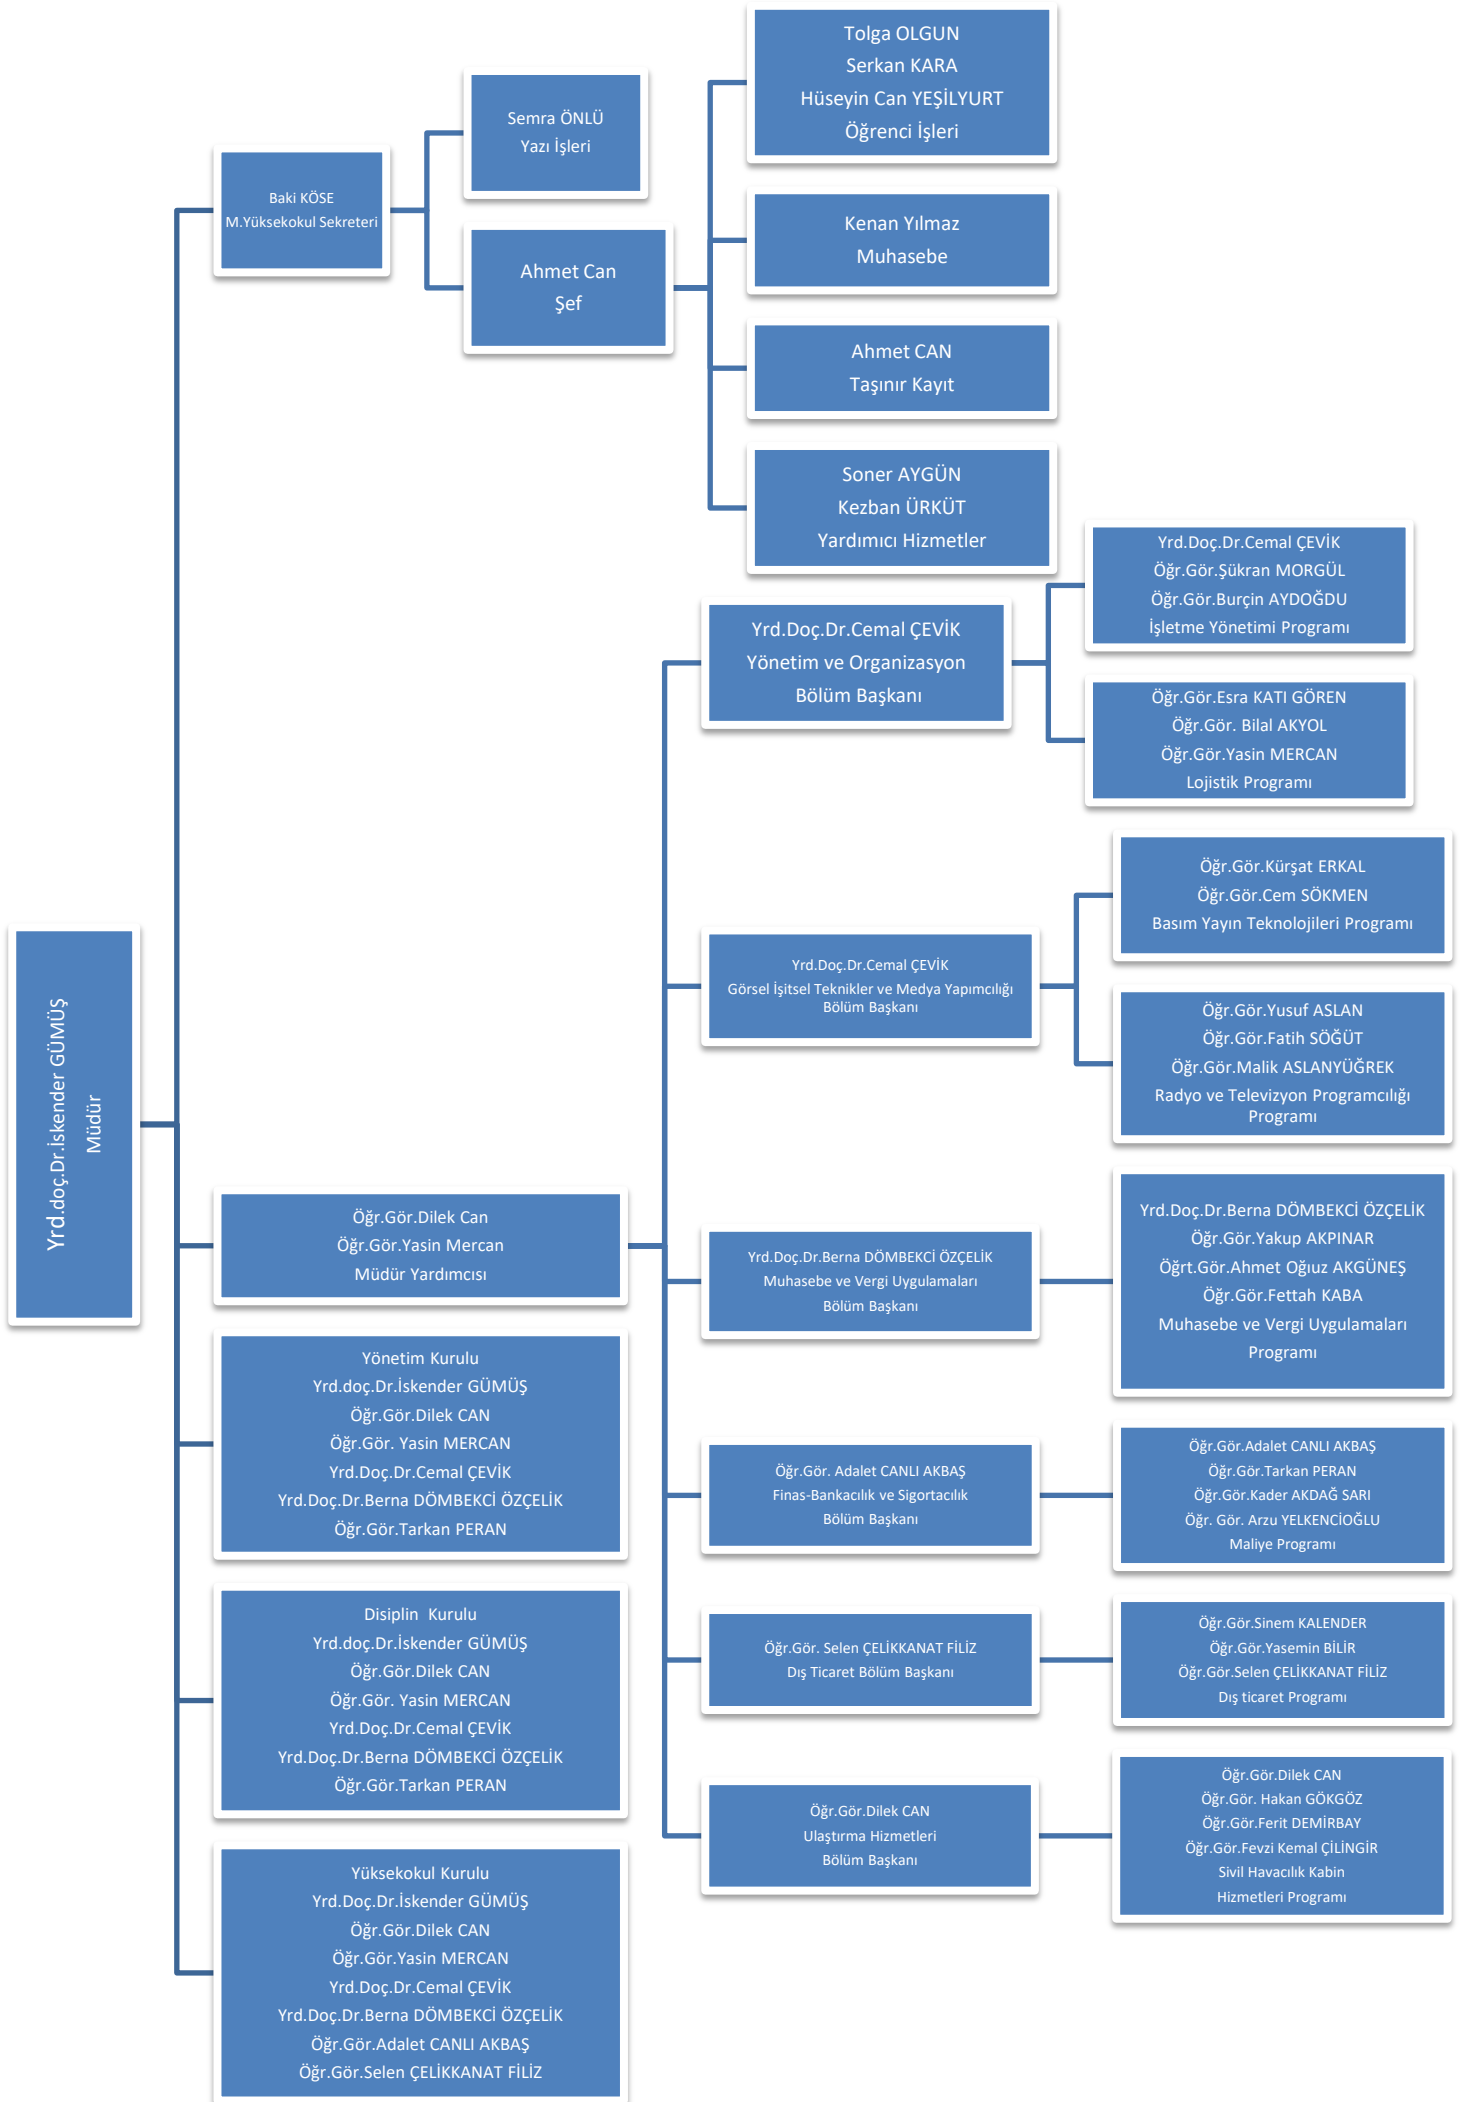 Yrd.doç.Dr.İskender GÜMÜŞ
Müdür
Baki KÖSE
M.Yüksekokul Sekreteri
Semra ÖNLÜ
Yazı İşleri
Ahmet Can
Şef
Tolga OLGUN
Serkan KARA
Hüseyin Can YEŞİLYURT
Öğrenci İşleri
Kenan Yılmaz
Muhasebe
Ahmet CAN
Taşınır Kayıt
Soner AYGÜN
Kezban ÜRKÜT
Yardımıcı Hizmetler
Öğr.Gör.Dilek Can
Öğr.Gör.Yasin Mercan
Müdür Yardımcısı
Yrd.Doç.Dr.Cemal ÇEVİK
Yönetim ve Organizasyon
Bölüm Başkanı
Yrd.Doç.Dr.Cemal ÇEVİK
Öğr.Gör.Şükran MORGÜL
Öğr.Gör.Burçin AYDOĞDU
İşletme Yönetimi Programı
Öğr.Gör.Esra KATI GÖREN
Öğr.Gör. Bilal AKYOL
Öğr.Gör.Yasin MERCAN
Lojistik Programı
Yrd.Doç.Dr.Cemal ÇEVİK
Görsel İşitsel Teknikler ve Medya Yapımcılığı
Bölüm Başkanı
Öğr.Gör.Kürşat ERKAL
Öğr.Gör.Cem SÖKMEN
Basım Yayın Teknolojileri Programı
Öğr.Gör.Yusuf ASLAN
Öğr.Gör.Fatih SÖĞÜT
Öğr.Gör.Malik ASLANYÜĞREK
Radyo ve Televizyon Programcılığı
Programı
Yrd.Doç.Dr.Berna DÖMBEKCİ ÖZÇELİK
Muhasebe ve Vergi Uygulamaları
Bölüm Başkanı
Yrd.Doç.Dr.Berna DÖMBEKCİ ÖZÇELİK
Öğr.Gör.Yakup AKPINAR
Öğrt.Gör.Ahmet Oğıuz AKGÜNEŞ
Öğr.Gör.Fettah KABA
Muhasebe ve Vergi Uygulamaları
Programı
Öğr.Gör. Adalet CANLI AKBAŞ
Finas-Bankacılık ve Sigortacılık
Bölüm Başkanı
Öğr.Gör.Adalet CANLI AKBAŞ
Öğr.Gör.Tarkan PERAN
Öğr.Gör.Kader AKDAĞ SARI
Öğr. Gör. Arzu YELKENCİOĞLU
Maliye Programı
Öğr.Gör. Selen ÇELİKKANAT FİLİZ
Dış Ticaret Bölüm Başkanı
Öğr.Gör.Sinem KALENDER
Öğr.Gör.Yasemin BİLİR
Öğr.Gör.Selen ÇELİKKANAT FİLİZ
Dış ticaret Programı
Öğr.Gör.Dilek CAN
Ulaştırma Hizmetleri
Bölüm Başkanı
Öğr.Gör.Dilek CAN
Öğr.Gör. Hakan GÖKGÖZ
Öğr.Gör.Ferit DEMİRBAY
Öğr.Gör.Fevzi Kemal ÇİLİNGİR
Sivil Havacılık Kabin
Hizmetleri Programı
Yönetim Kurulu
Yrd.doç.Dr.İskender GÜMÜŞ
Öğr.Gör.Dilek CAN
Öğr.Gör. Yasin MERCAN
Yrd.Doç.Dr.Cemal ÇEVİK
Yrd.Doç.Dr.Berna DÖMBEKCİ ÖZÇELİK
Öğr.Gör.Tarkan PERAN
Disiplin  Kurulu
Yrd.doç.Dr.İskender GÜMÜŞ
Öğr.Gör.Dilek CAN
Öğr.Gör. Yasin MERCAN
Yrd.Doç.Dr.Cemal ÇEVİK
Yrd.Doç.Dr.Berna DÖMBEKCİ ÖZÇELİK
Öğr.Gör.Tarkan PERAN
Yüksekokul Kurulu
Yrd.Doç.Dr.İskender GÜMÜŞ
Öğr.Gör.Dilek CAN
Öğr.Gör.Yasin MERCAN
Yrd.Doç.Dr.Cemal ÇEVİK
Yrd.Doç.Dr.Berna DÖMBEKCİ ÖZÇELİK
Öğr.Gör.Adalet CANLI AKBAŞ
Öğr.Gör.Selen ÇELİKKANAT FİLİZ